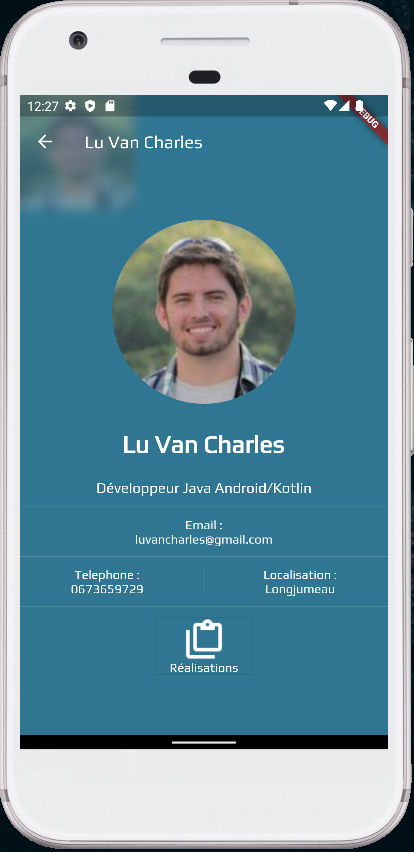 12:27
DEBUG
Lu Van Charles
Lu Van Charles
Développeur Java Android/Kotlin
Email :
luvancharles@gmail.com
Telephone :
0673659729
Localisation :
Longjumeau
Réalisations